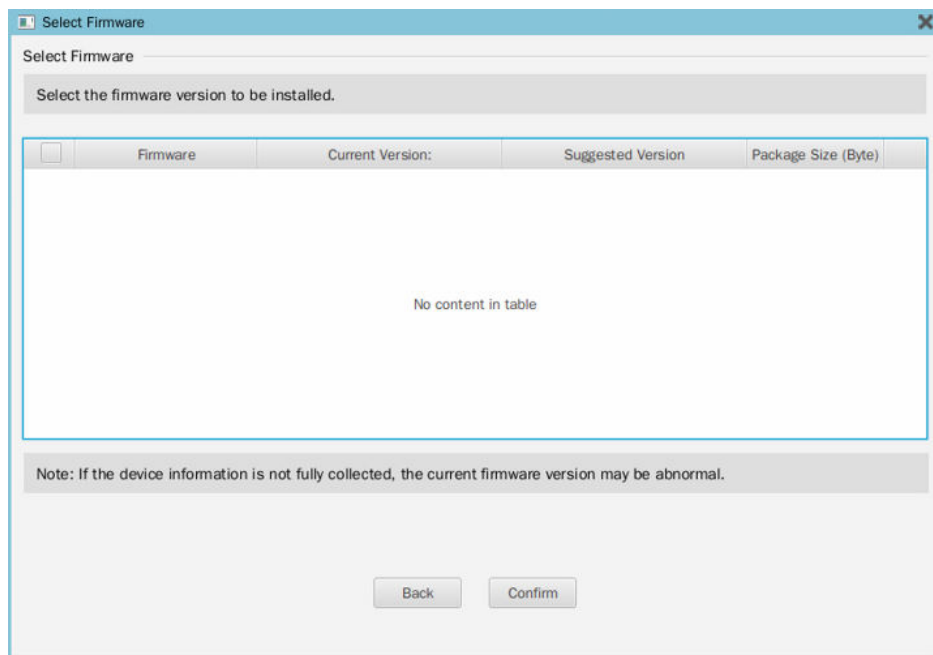 Select Firmware
Select Firmware
Select the firmware version to be installed.
Firmware Current Version: Suggested Version Package Size (Byte)
No content in table
Note: If the device information is not fully collected, the current firmware version may be abnormal.
Back Confirm